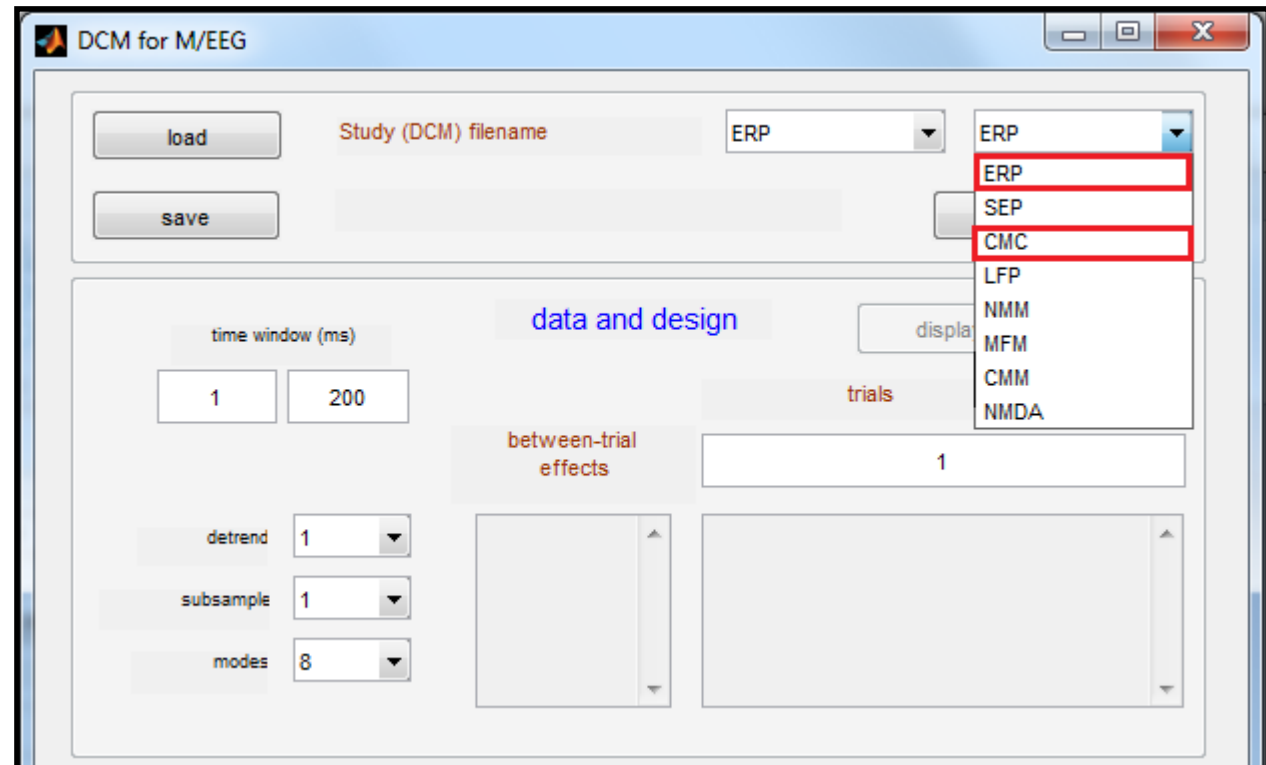 DCM for M/EEG
load
Study (DCM) filename
ERP
ERP
ERP
SEP
CMC
LFP
NMM
MFM
CMM
NMDA
save
data and design
time window (ms)
1
200
trials
between-trial
effects
1
detrend
1
subsample
1
modes
8